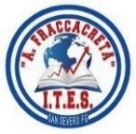 "A. FRACCACRETA"
I.T.E.S.
SAN SEVERO FG